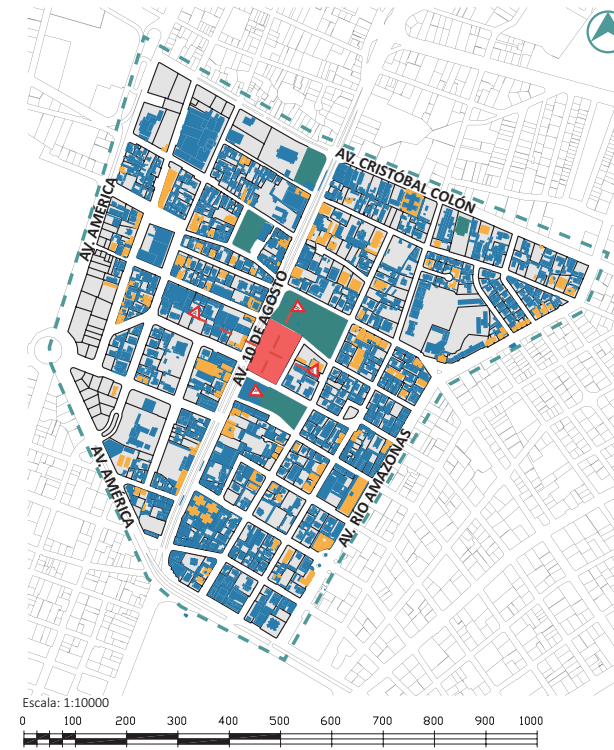 AV. CRISTÓBAL COLÓN
AV. AMÉRICA
AV. 10 DE AGOSTO
AV. AMÉRICA
AV. RIO AMAZONAS
Escala: 1:10000
0 100 200 300 400 500 600 700 800 900 1000